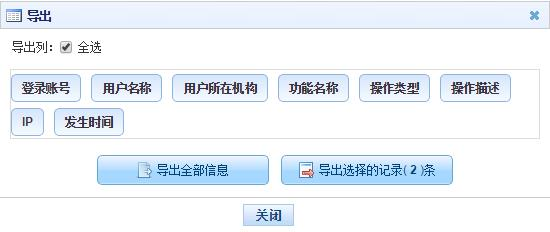 导出
导出列： 全选
登录账号 用户名称 用户所在机构 功能名称 操作类型 操作描述
IP 发生时间
导出全部信息 导出选择的记录( 2 )条
关闭